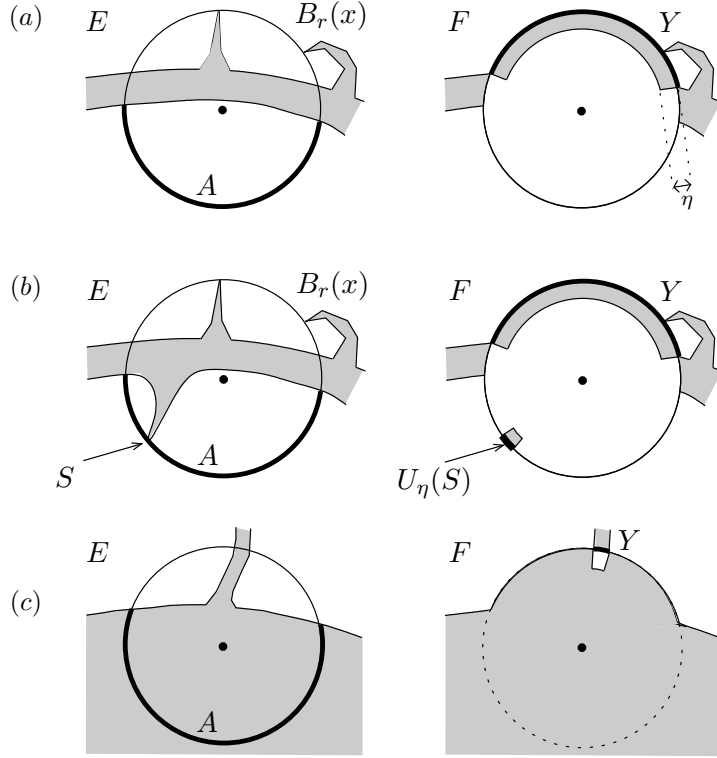 (a) E B_r(x) F Y
A η
(b) E B_r(x) F Y
S A U_η(S)
E F Y
(c)
A